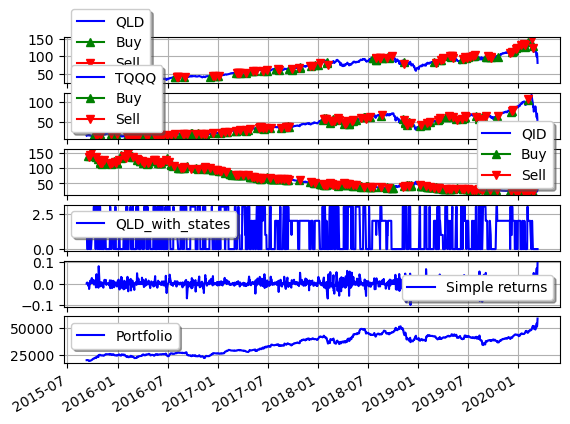 QLD
Buy
Sell
150
100
50
TQQQ
Buy
Sell
100
50
QID
Buy
Sell
150
100
50
QLD_with_states
2.5
0.0
Simple returns
0.1
0.0
−0.1
Portfolio
50000
25000
2015-07
2016-01
2016-07
2017-01
2017-07
2018-01
2018-07
2019-01
2019-07
2020-01